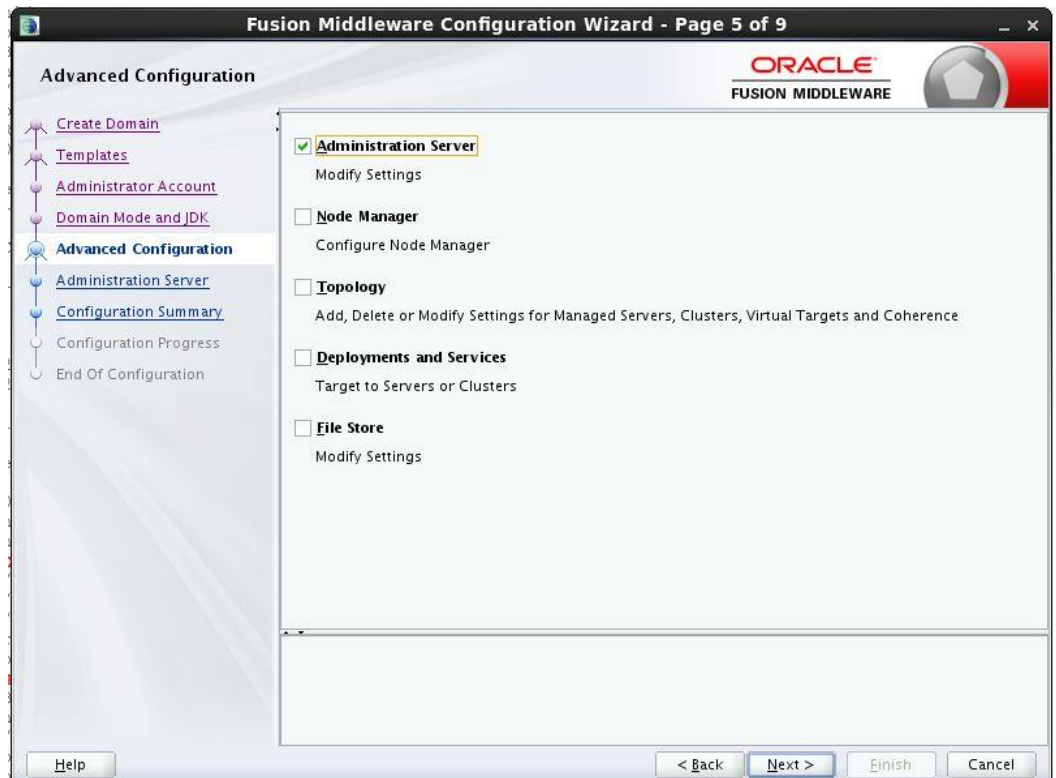 Fusion Middleware Configuration Wizard - Page 5 of 9
Advanced Configuration
ORACLE
FUSION MIDDLEWARE
Create Domain
Templates
Administrator Account
Domain Mode and JDK
Advanced Configuration
Administration Server
Configuration Summary
Configuration Progress
End Of Configuration
Administration Server
Modify Settings
Node Manager
Configure Node Manager
Topology
Add, Delete or Modify Settings for Managed Servers, Clusters, Virtual Targets and Coherence
Deployments and Services
Target to Servers or Clusters
File Store
Modify Settings
Help
< Back
Next >
Finish
Cancel